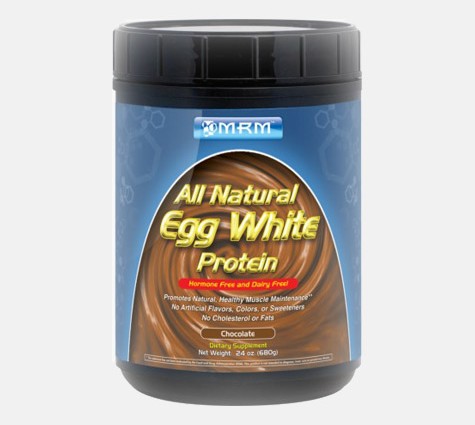 MRM
All Natural
Egg White
Protein
Hormone Free and Dairy Free!
Promotes Natural, Healthy Muscle Maintenance**
No Artificial Flavors, Colors, or Sweeteners
No Cholesterol or Fats
Chocolate
Dietary Supplement
Net Weight: 24 oz. (680g)